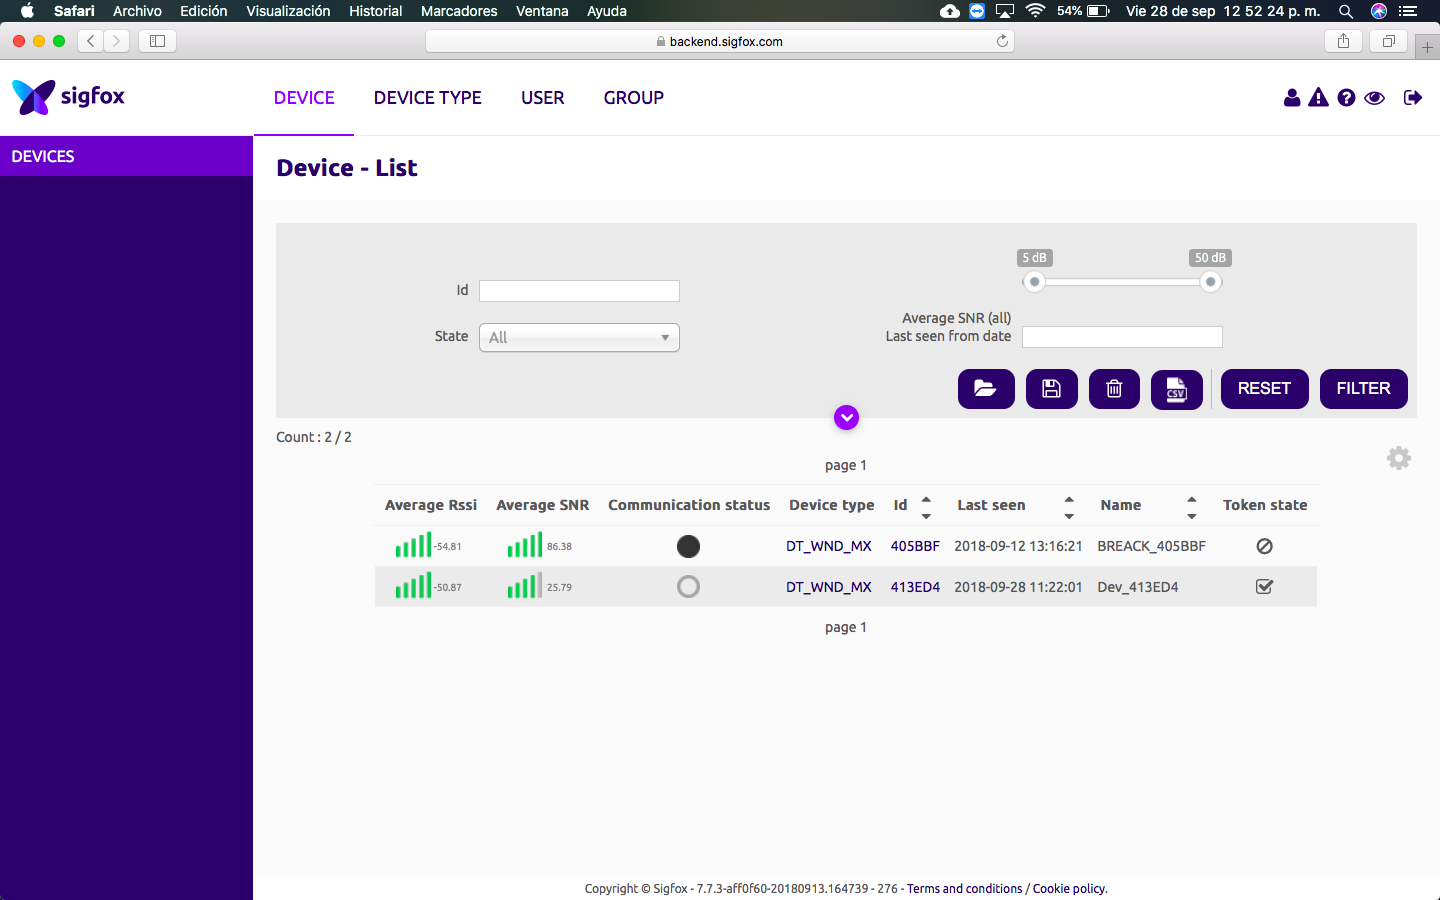 Safari Archivo Edición Visualización Historial Marcadores Ventana Ayuda 54% Vie 28 de sep 12 52 24 p. m.
backend.sigfox.com
sigfox DEVICE DEVICE TYPE USER GROUP
DEVICES
Device - List
5 dB 50 dB
Id
Average SNR (all)
State All Last seen from date
CSV RESET FILTER
Count : 2 / 2
page 1
Average Rssi Average SNR Communication status Device type Id Last seen Name Token state
-54.81 86.38 DT_WND_MX 405BBF 2018-09-12 13:16:21 BREACK_405BBF
-50.87 25.79 DT_WND_MX 413ED4 2018-09-28 11:22:01 Dev_413ED4
page 1
Copyright © Sigfox - 7.7.3-aff0f60-20180913.164739 - 276 - Terms and conditions / Cookie policy.